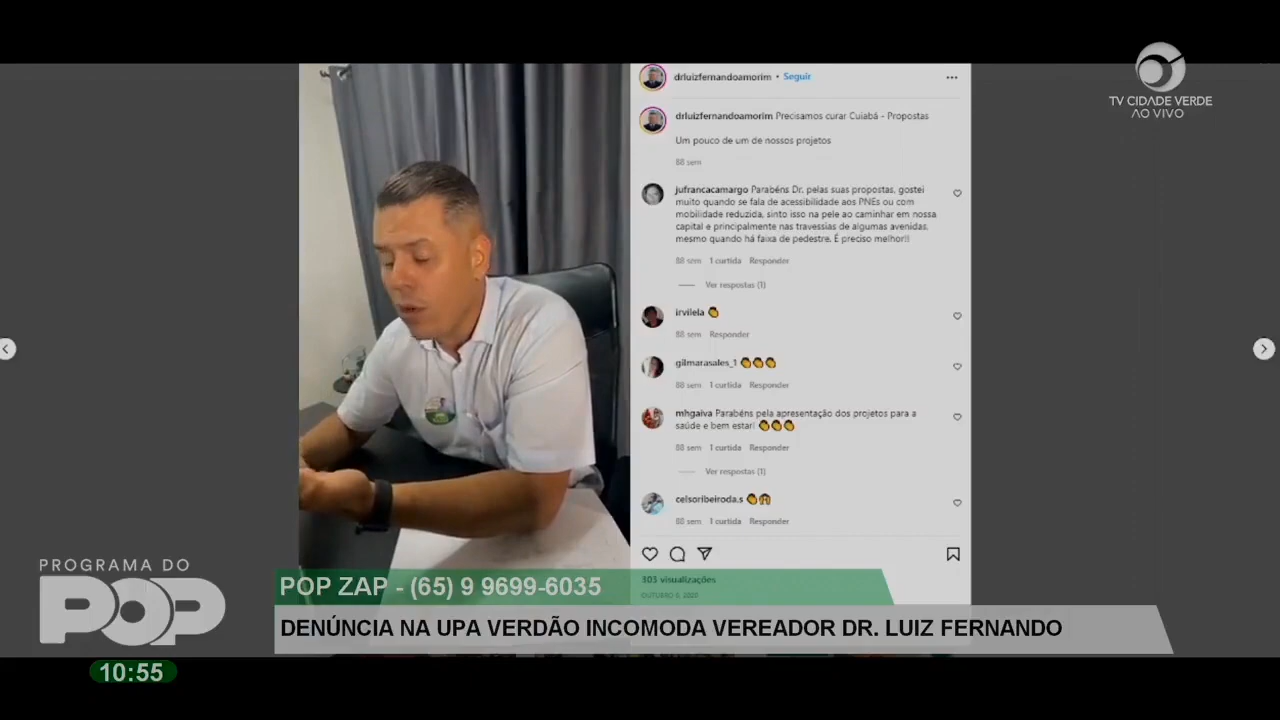 TV CIDADE VERDE
AO VIVO
drluizfernandoamorim • Seguir
drluizfernandoamorim Precisamos curar Cuiabá - Propostas
Um pouco de um de nossos projetos
88 sem
jufrancacamargo Parabéns Dr. pelas suas propostas, gostei
muito quando se fala de acessibilidade aos PNEs ou com
mobilidade reduzida, sinto isso na pele ao caminhar em nossa
capital e principalmente nas travessias de algumas avenidas,
mesmo quando há faixa de pedestre. É preciso melhor!!
88 sem 1 curtida Responder
Ver respostas (1)
irvilela 👏
88 sem Responder
gilmarasales_1 👏👏👏
88 sem 1 curtida Responder
mhgaiva Parabéns pela apresentação dos projetos para a
saúde e bem estar! 👏👏👏
88 sem 1 curtida Responder
Ver respostas (1)
celsoribeiroda.s 👏🙌
88 sem 1 curtida Responder
303 visualizações
OUTUBRO 9, 2020
PROGRAMA DO
POP
POP ZAP - (65) 9 9699-6035
DENÚNCIA NA UPA VERDÃO INCOMODA VEREADOR DR. LUIZ FERNANDO
10:55